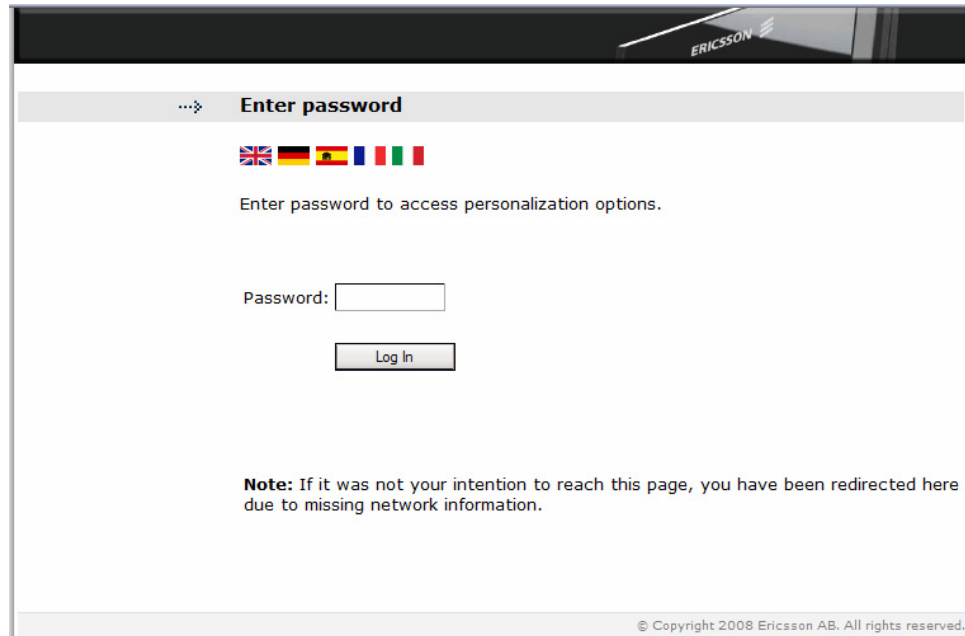 ERICSSON
Enter password
Enter password to access personalization options.
Password:
Log In
Note: If it was not your intention to reach this page, you have been redirected here
due to missing network information.
© Copyright 2008 Ericsson AB. All rights reserved.